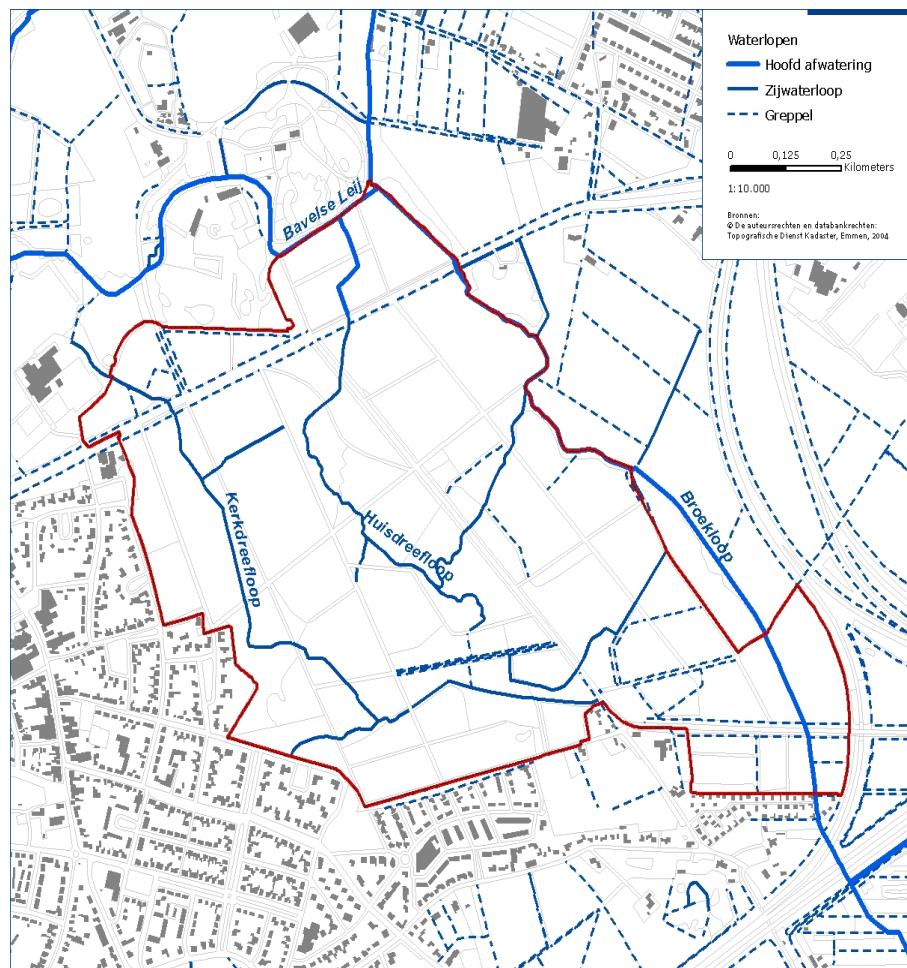 Waterlopen
Hoofd afwatering
Zijwaterloop
Greppel
0 0,125 0,25
Kilometers
1:10.000
Bronnen:
© De auteursrechten en databankrechten:
Topografische Dienst Kadaster, Emmen, 2004
Bavelse Leij
Broekloop
Kerkdreefloop
Huisdreefloop